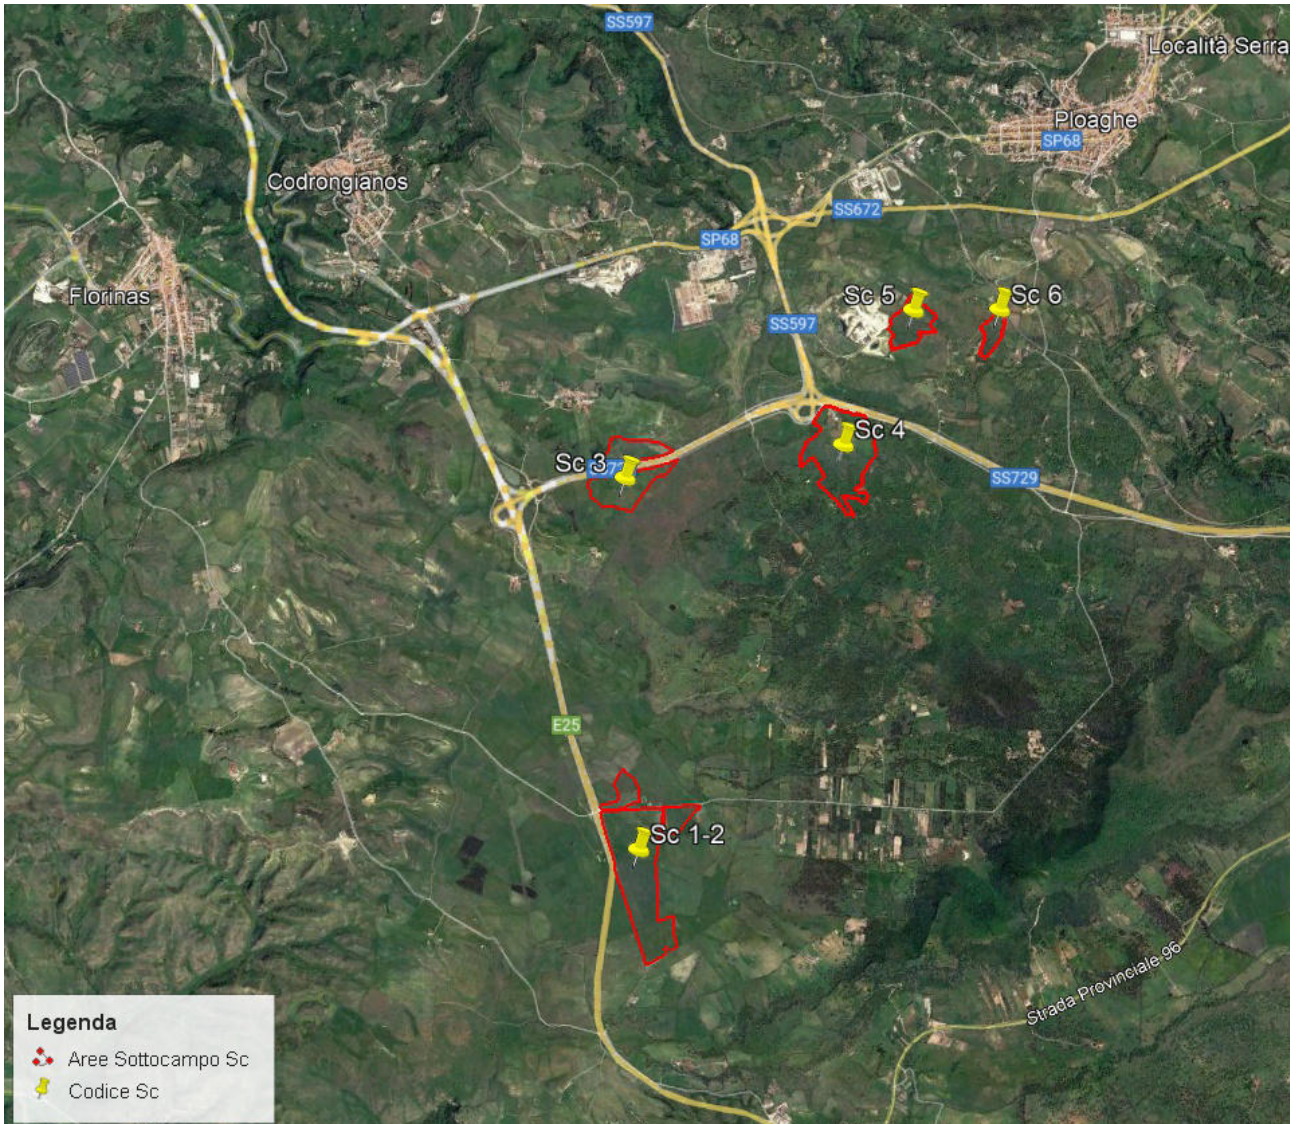 SS597
Località Serra
Ploaghe
SP68
Codrongianos
SS672
SP68
Florinas
Sc 5
Sc 6
SS597
Sc 4
Sc 3
SS729
E25
Sc 1-2
Strada Provinciale 96
Legenda
Aree Sottocampo Sc
Codice Sc